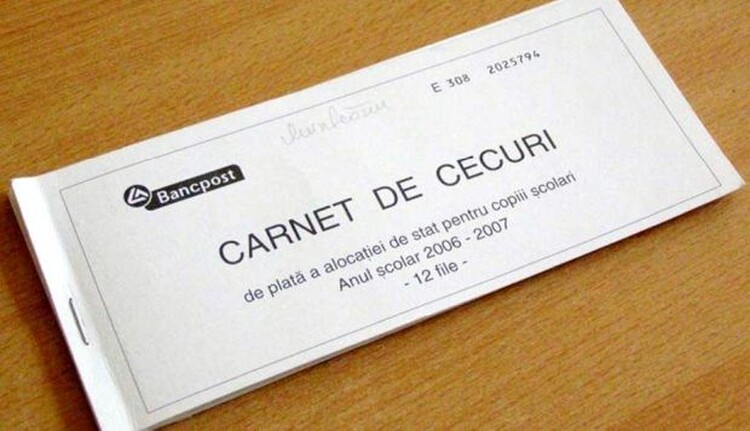 E 308 2025794
Bancpost
CARNET DE CECURI
de plată a alocației de stat pentru copiii școlari
Anul școlar 2006 - 2007
- 12 file -